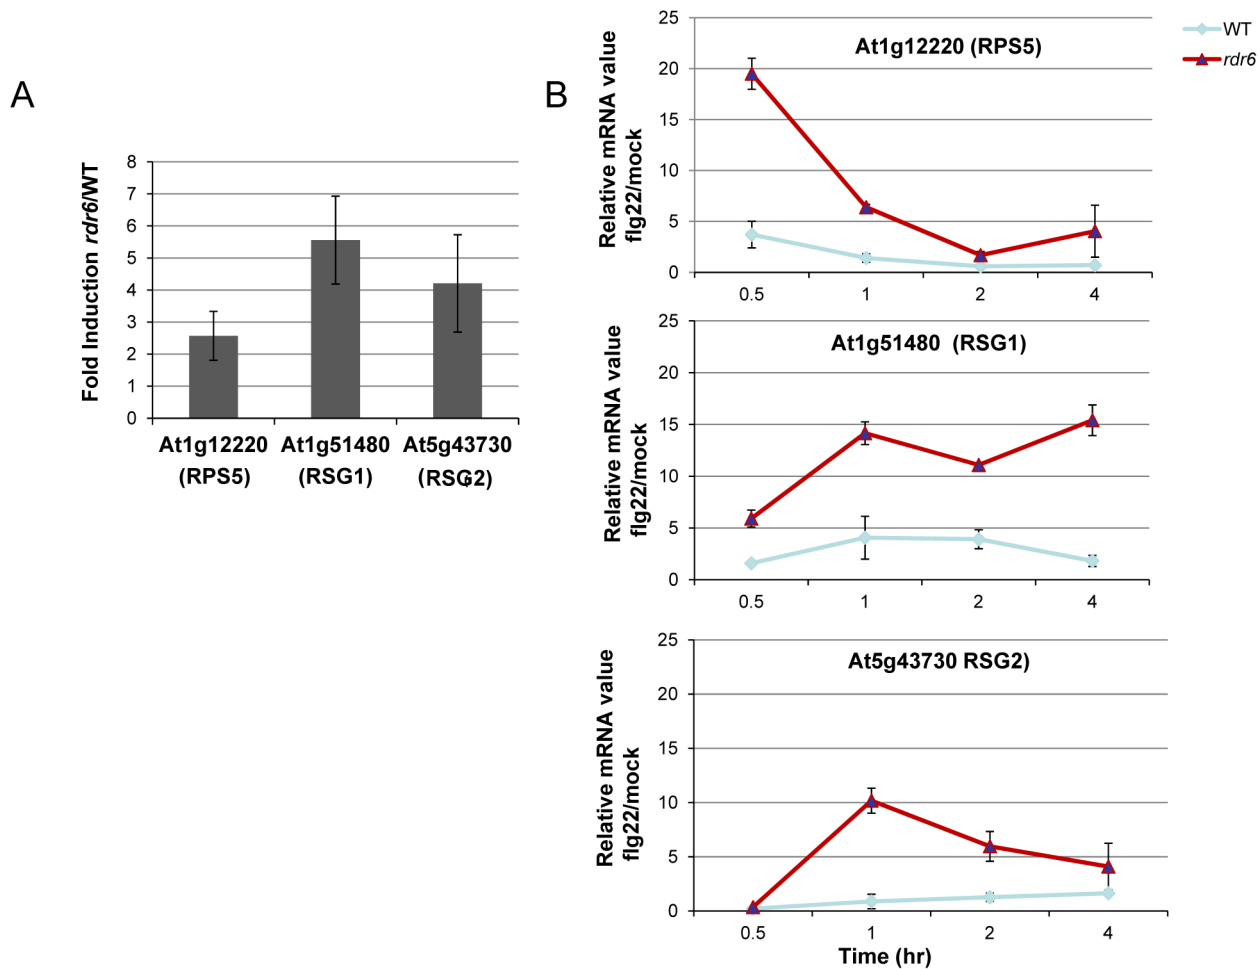 A
Fold Induction rdr6/WT
8
7
6
5
4
3
2
1
0
At1g12220 At1g51480 At5g43730
(RPS5) (RSG1) (RSG2)
B
WT
rdr6
At1g12220 (RPS5)
Relative mRNA value
flg22/mock
25
20
15
10
5
0
0.5 1 2 4
At1g51480 (RSG1)
Relative mRNA value
flg22/mock
25
20
15
10
5
0
0.5 1 2 4
At5g43730 RSG2)
Relative mRNA value
flg22/mock
25
20
15
10
5
0
0.5 1 2 4
Time (hr)